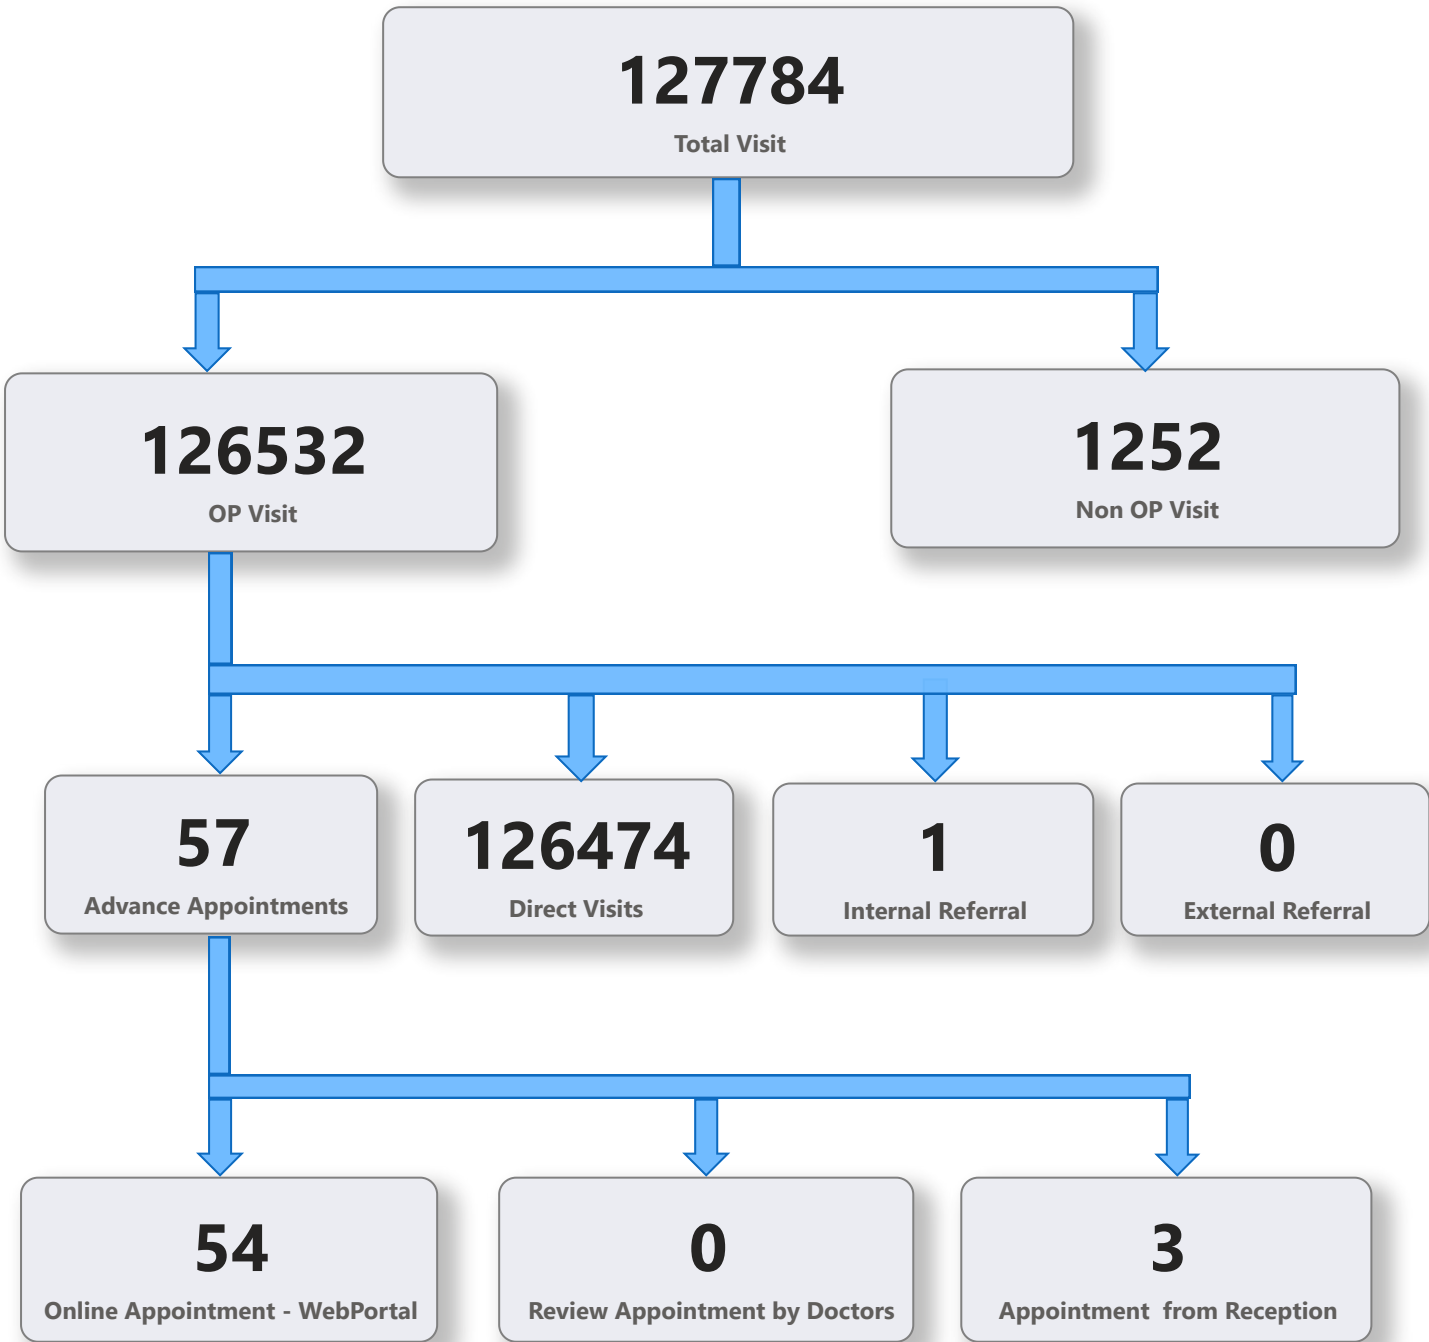 127784
Total Visit
126532
OP Visit
1252
Non OP Visit
57
Advance Appointments
126474
Direct Visits
1
Internal Referral
0
External Referral
54
Online Appointment - WebPortal
0
Review Appointment by Doctors
3
Appointment  from Reception